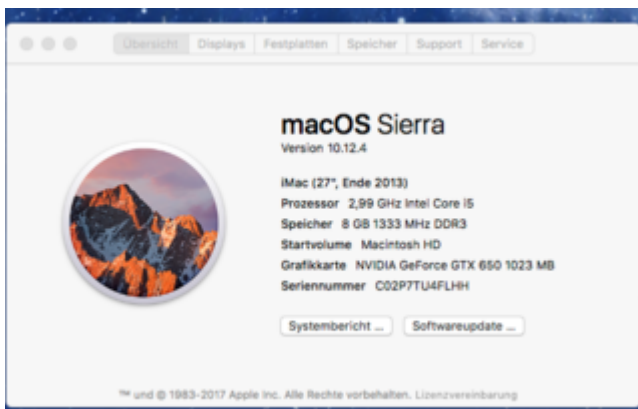 Übersicht Displays Festplatten Speicher Support Service
macOS Sierra
Version 10.12.4
iMac (27", Ende 2013)
Prozessor 2,99 GHz Intel Core i5
Speicher 8 GB 1333 MHz DDR3
Startvolume Macintosh HD
Grafikkarte NVIDIA GeForce GTX 650 1023 MB
Seriennummer C02P7TU4FLHH
Systembericht ...
Softwareupdate ...
™ und © 1983-2017 Apple Inc. Alle Rechte vorbehalten. Lizenzvereinbarung